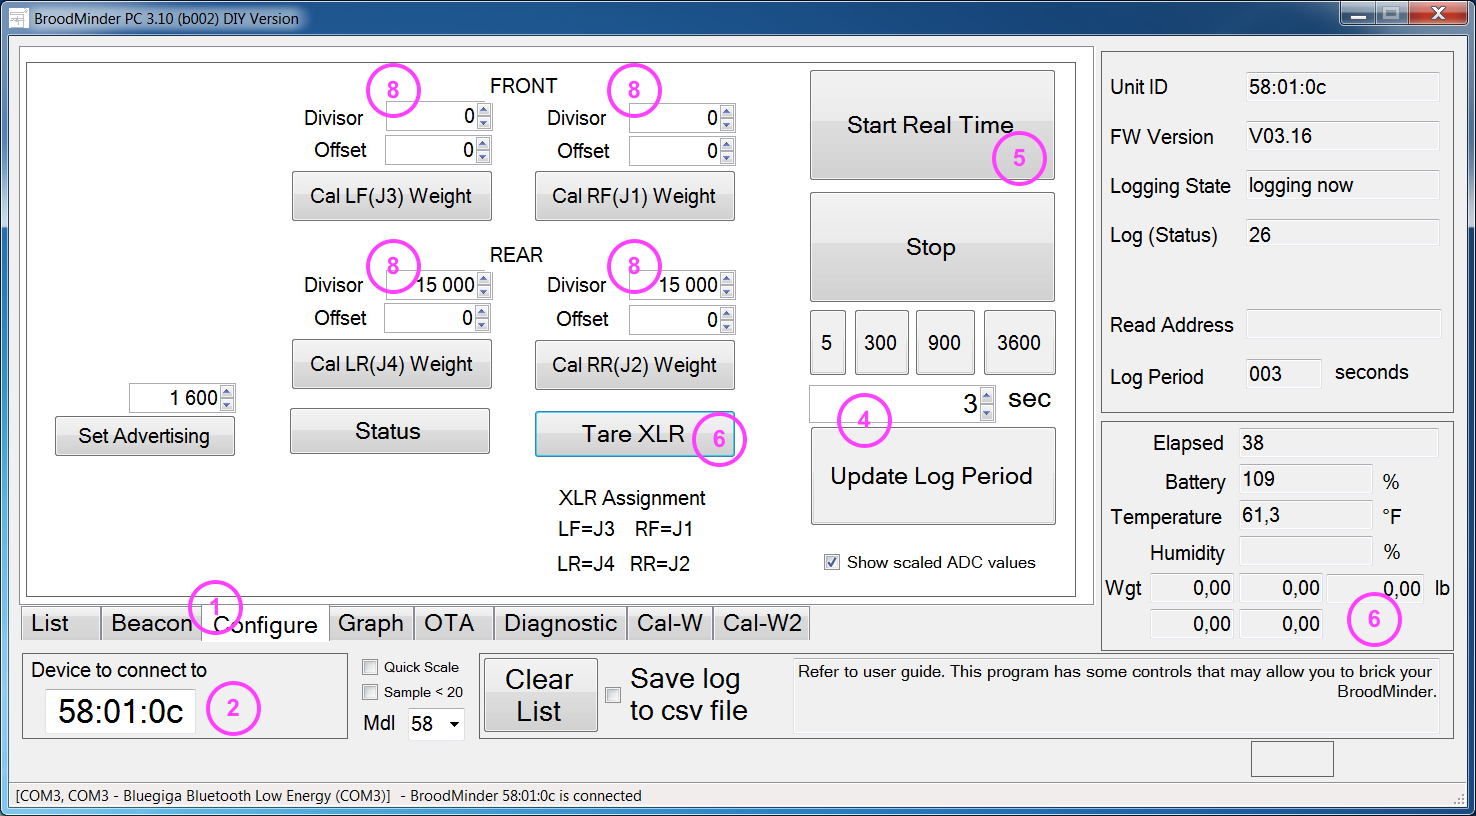 BroodMinder PC 3.10 (b002) DIY Version
FRONT
8
8
Divisor 0
Divisor 0
Offset 0
Offset 0
Cal LF(J3) Weight
Cal RF(J1) Weight
REAR
8
8
Divisor 15 000
Divisor 15 000
Offset 0
Offset 0
Cal LR(J4) Weight
Cal RR(J2) Weight
1 600
Set Advertising
Status
Tare XLR
6
XLR Assignment
LF=J3 RF=J1
LR=J4 RR=J2
Start Real Time
5
Stop
5 300 900 3600
3 sec
4
Update Log Period
Show scaled ADC values
Unit ID 58:01:0c
FW Version V03.16
Logging State logging now
Log (Status) 26
Read Address
Log Period 003 seconds
Elapsed 38
Battery 109 %
Temperature 61,3 °F
Humidity %
Wgt 0,00 0,00 0,00 lb
0,00 0,00
6
1
List Beacon Configure Graph OTA Diagnostic Cal-W Cal-W2
Device to connect to
58:01:0c
2
Quick Scale
Sample < 20
Mdl 58
Clear List
Save log
to csv file
Refer to user guide. This program has some controls that may allow you to brick your
BroodMinder.
[COM3, COM3 - Bluegiga Bluetooth Low Energy (COM3)] - BroodMinder 58:01:0c is connected